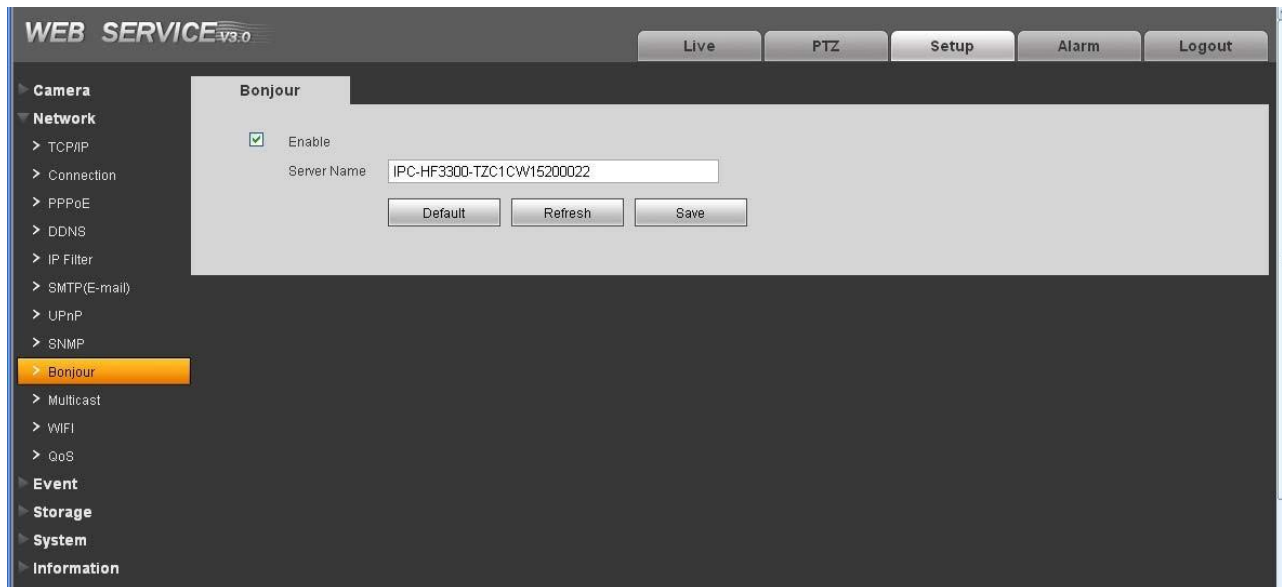 WEB SERVICE V3.0
Live PTZ Setup Alarm Logout
Camera
Network
> TCP/IP
> Connection
> PPPoE
> DDNS
> IP Filter
> SMTP(E-mail)
> UPnP
> SNMP
> Bonjour
> Multicast
> WIFI
> QoS
Event
Storage
System
Information
Bonjour
Enable
Server Name IPC-HF3300-TZC1CW15200022
Default Refresh Save